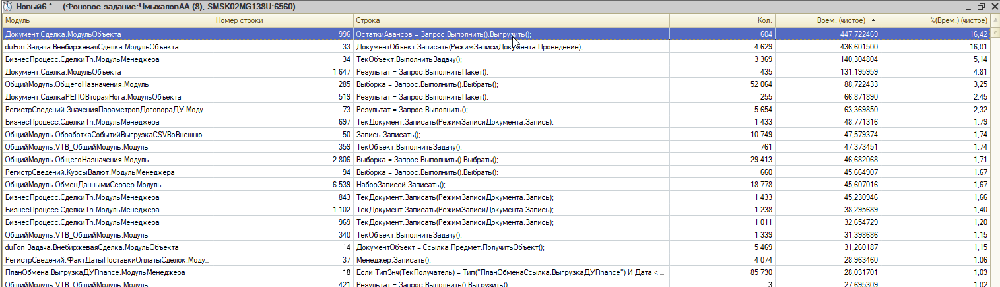 Новый6 * (Фоновое задание:ЧмыхаловАА (8), SMSK02MG138U:6560)
Модуль Номер строки Строка Кол. Врем. (чистое) %(Врем.) (чистое)
Документ.Сделка.МодульОбъекта 996 ОстаткиАвансов = Запрос.Выполнить().Выгрузить(); 604 447,722469 16,42
duFon Задача.ВнебиржеваяСделка.МодульОбъекта 33 ДокументОбъект.Записать(РежимЗаписиДокумента.Проведение); 4 629 436,601500 16,01
БизнесПроцесс.СделкиТп.МодульМенеджера 34 ТекОбъект.ВыполнитьЗадачу(); 3 369 140,304804 5,14
Документ.Сделка.МодульОбъекта 1 647 Результат = Запрос.ВыполнитьПакет(); 435 131,195959 4,81
ОбщийМодуль.ОбщегоНазначения.Модуль 285 Выборка = Запрос.Выполнить().Выбрать(); 52 064 88,722433 3,25
Документ.СделкаРЕПОВтораяНога.МодульОбъекта 519 Результат = Запрос.ВыполнитьПакет(); 255 66,871890 2,45
РегистрСведений.ЗначенияПараметровДоговораДУ.Моду... 73 Результат = Запрос.Выполнить(); 5 654 63,369850 2,32
БизнесПроцесс.СделкиТп.МодульМенеджера 697 ТекДокумент.Записать(РежимЗаписиДокумента.Запись); 1 433 48,771316 1,79
ОбщийМодуль.ОбработкаСобытийВыгрузкаCSVВоВнешню... 50 Запись.Записать(); 10 749 47,579374 1,74
ОбщийМодуль.VTB_ОбщийМодуль.Модуль 359 ТекОбъект.ВыполнитьЗадачу(); 761 47,373451 1,74
ОбщийМодуль.ОбщегоНазначения.Модуль 2 806 Выборка = Запрос.Выполнить().Выбрать(); 29 413 46,682068 1,71
РегистрСведений.КурсыВалют.МодульМенеджера 94 Выборка = Запрос.Выполнить().Выбрать(); 660 45,664907 1,67
ОбщийМодуль.ОбменДаннымиСервер.Модуль 6 539 НаборЗаписей.Записать(); 18 778 45,607016 1,67
БизнесПроцесс.СделкиТп.МодульМенеджера 843 ТекДокумент.Записать(РежимЗаписиДокумента.Запись); 1 433 45,230946 1,66
БизнесПроцесс.СделкиТп.МодульМенеджера 1 102 ТекДокумент.Записать(РежимЗаписиДокумента.Запись); 1 238 38,295689 1,40
БизнесПроцесс.СделкиТп.МодульМенеджера 969 ТекДокумент.Записать(РежимЗаписиДокумента.Запись); 1 011 32,654729 1,20
ОбщийМодуль.VTB_ОбщийМодуль.Модуль 340 ТекОбъект.ВыполнитьЗадачу(); 1 339 31,398686 1,15
duFon Задача.ВнебиржеваяСделка.МодульОбъекта 14 ДокументОбъект = Ссылка.Предмет.ПолучитьОбъект(); 5 469 31,260187 1,15
РегистрСведений.ФактДатыПоставкиОплатыСделок.Моду... 37 Менеджер.Записать(); 4 074 28,963460 1,06
ПланОбмена.ВыгрузкаДУFinance.МодульМенеджера 18 Если ТипЗнч(ТекПолучатель) = Тип("ПланОбменаСсылка.ВыгрузкаДУFinance") И Дата < ... 85 730 28,031701 1,03
ОбщийМодуль.VTB_ОбщийМодуль.Модуль 421 Результат = Запрос.Выполнить().Выгрузить(); 3 27,695309 1,02